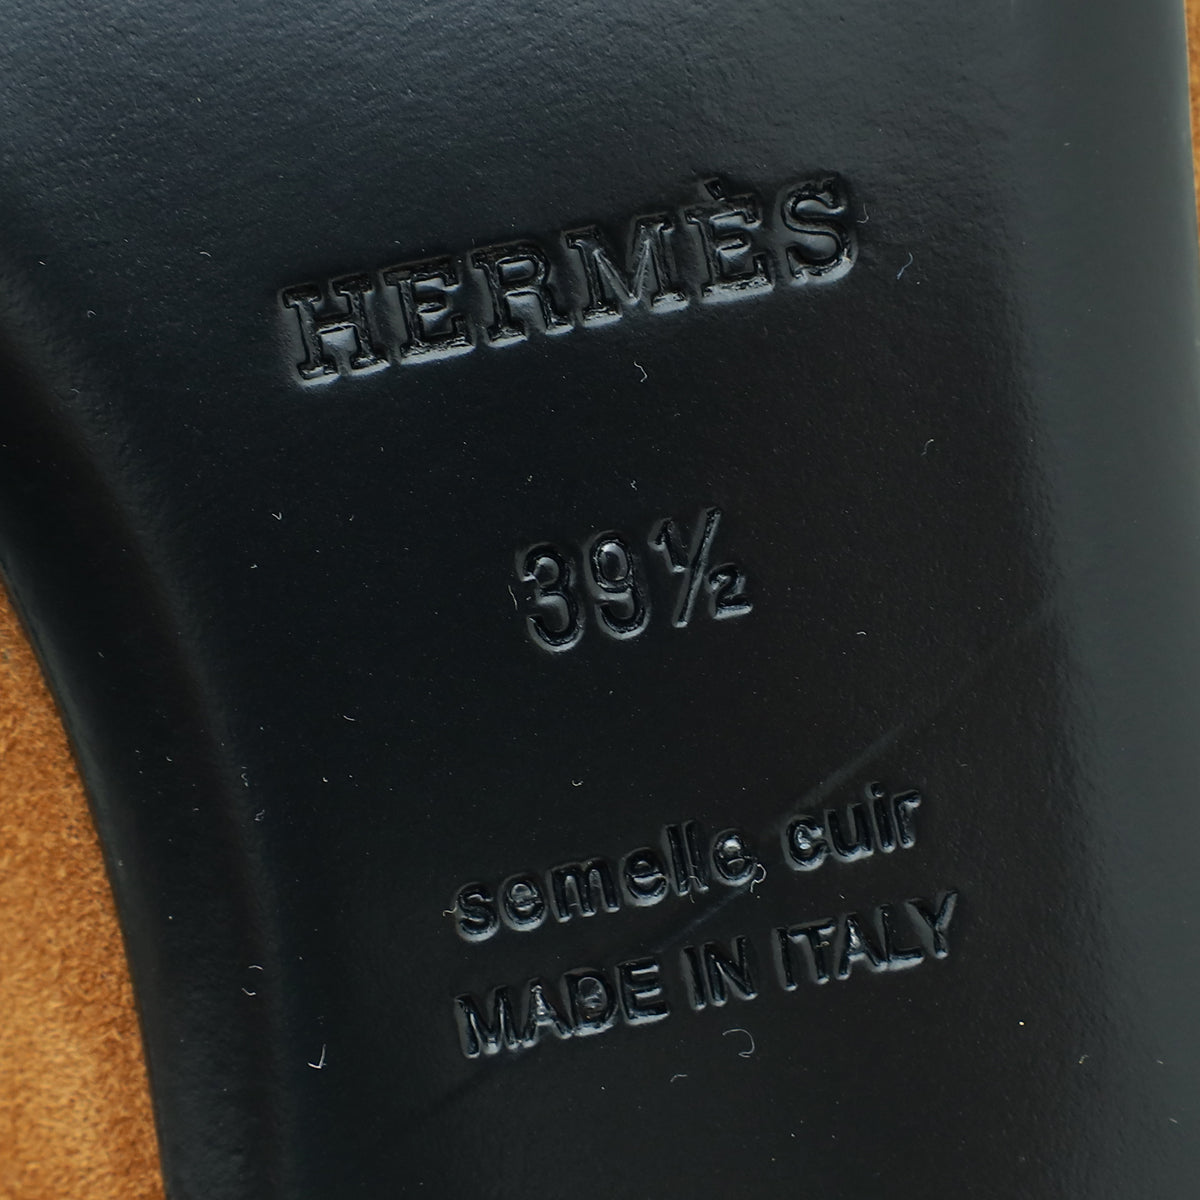 HERMÈS
39½
semelle cuir
MADE IN ITALY